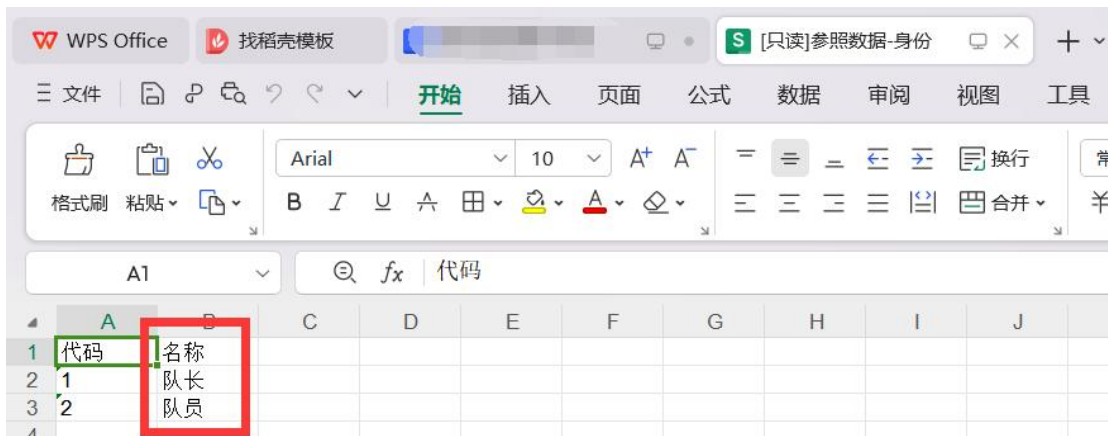 WPS Office 找稻壳模板 S [只读]参照数据-身份
文件 开始 插入 页面 公式 数据 审阅 视图 工具
Arial 10 A+ A- 换行
格式刷 粘贴 B I U A A 合并 ¥
A1 fx 代码
A B C D E F G H I J
1 代码 名称
2 1 队长
3 2 队员
4